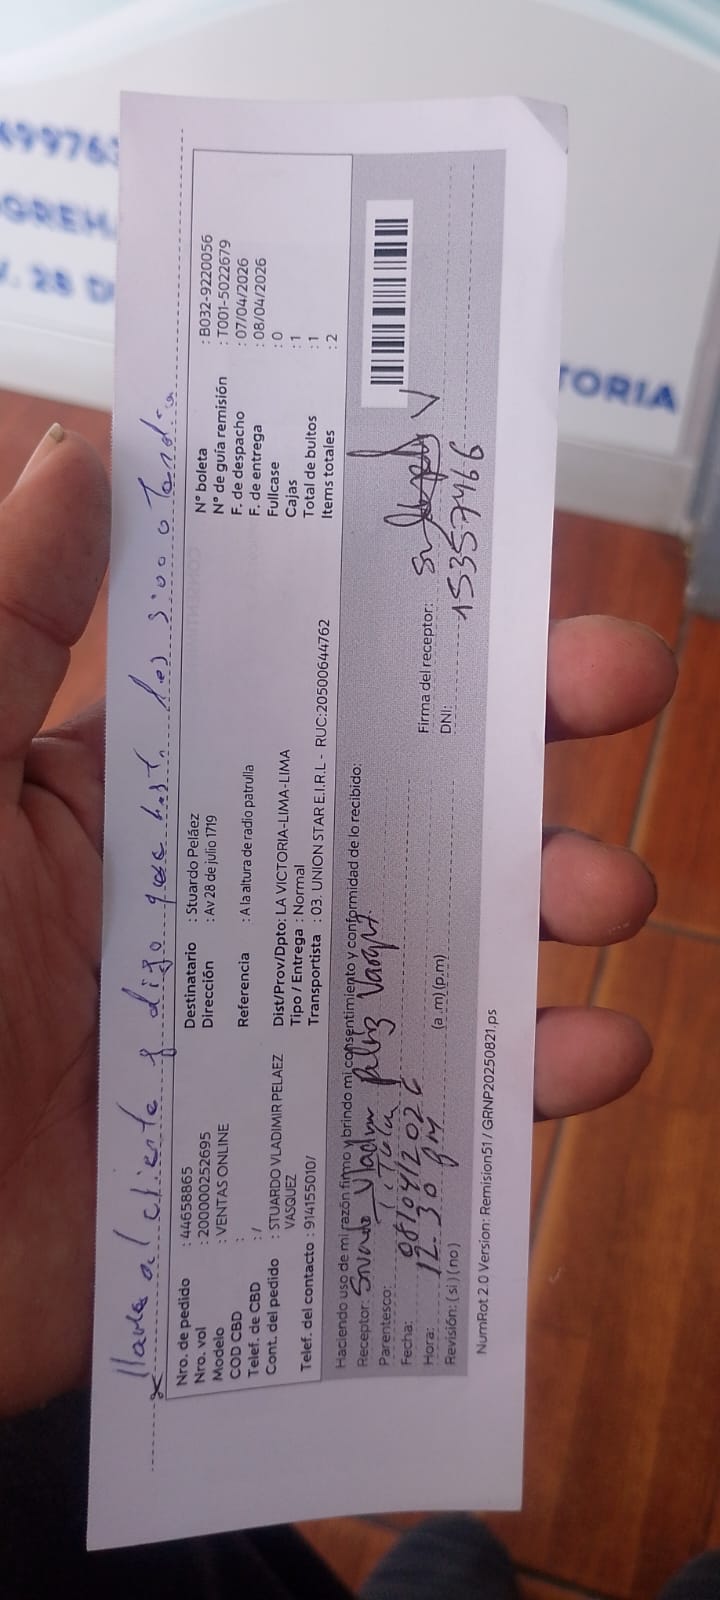 llame al cliente y digo que hasta las 3:00 o Tend
Nro. de pedido : 44658865
Nro. vol : 200000252695
Modelo : VENTAS ONLINE
COD CBD :
Telef. de CBD : /
Cont. del pedido : STUARDO VLADIMIR PELAEZ
VASQUEZ
Telef. del contacto : 914155010/
Destinatario : Stuardo Peláez
Dirección : Av 28 de julio 1719
Referencia : A la altura de radio patrulla
Dist/Prov/Dpto: LA VICTORIA-LIMA-LIMA
Tipo / Entrega : Normal
Transportista : 03. UNION STAR E.I.R.L - RUC:20500644762
N° boleta : B032-9220056
N° de guía remisión : T001-5022679
F. de despacho : 07/04/2026
F. de entrega : 08/04/2026
Fullcase : 0
Cajas : 1
Total de bultos : 1
Items totales : 2
Haciendo uso de mi razón firmo y brindo mi consentimiento y conformidad de lo recibido:
Receptor: Vladim
Parentesco: Titular
Fecha: 08/04/2026
Hora: 12.30 PM (a.m)(p.m)
Revisión: ( si ) ( no )
Firma del receptor:
DNI: 15357466
NumRot 2.0 Version: Remision51 / GRNP20250821.ps
49976
GREH
. 28 D
TORIA